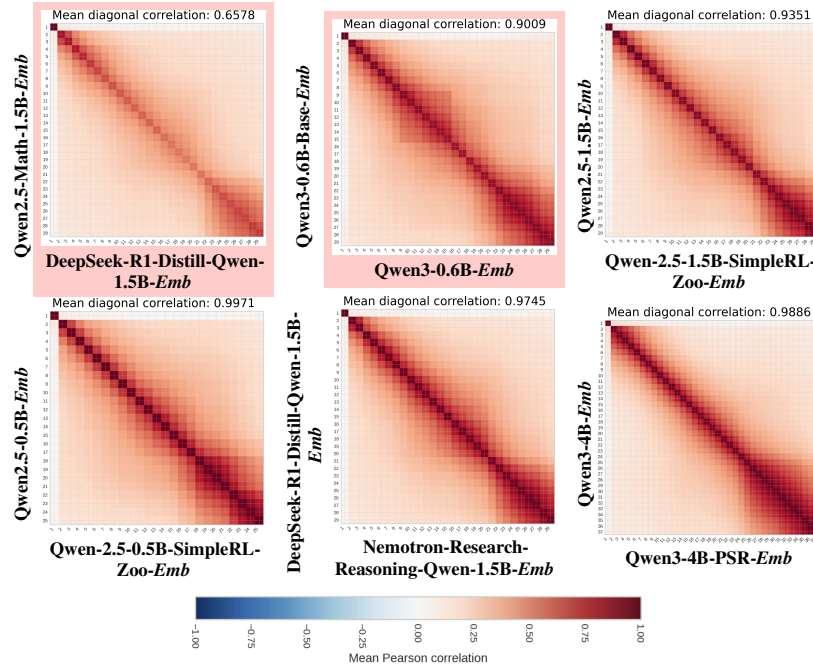 Mean diagonal correlation: 0.6578
Qwen2.5-Math-1.5B-Emb
DeepSeek-R1-Distill-Qwen-
1.5B-Emb
Mean diagonal correlation: 0.9009
Qwen3-0.6B-Base-Emb
Qwen3-0.6B-Emb
Mean diagonal correlation: 0.9351
Qwen2.5-1.5B-Emb
Qwen-2.5-1.5B-SimpleRL-
Zoo-Emb
Mean diagonal correlation: 0.9971
Qwen2.5-0.5B-Emb
Qwen-2.5-0.5B-SimpleRL-
Zoo-Emb
Mean diagonal correlation: 0.9745
DeepSeek-R1-Distill-Qwen-1.5B-
Emb
Nemotron-Research-
Reasoning-Qwen-1.5B-Emb
Mean diagonal correlation: 0.9886
Qwen3-4B-Emb
Qwen3-4B-PSR-Emb
−1.00 −0.75 −0.50 −0.25 0.00 0.25 0.50 0.75 1.00
Mean Pearson correlation